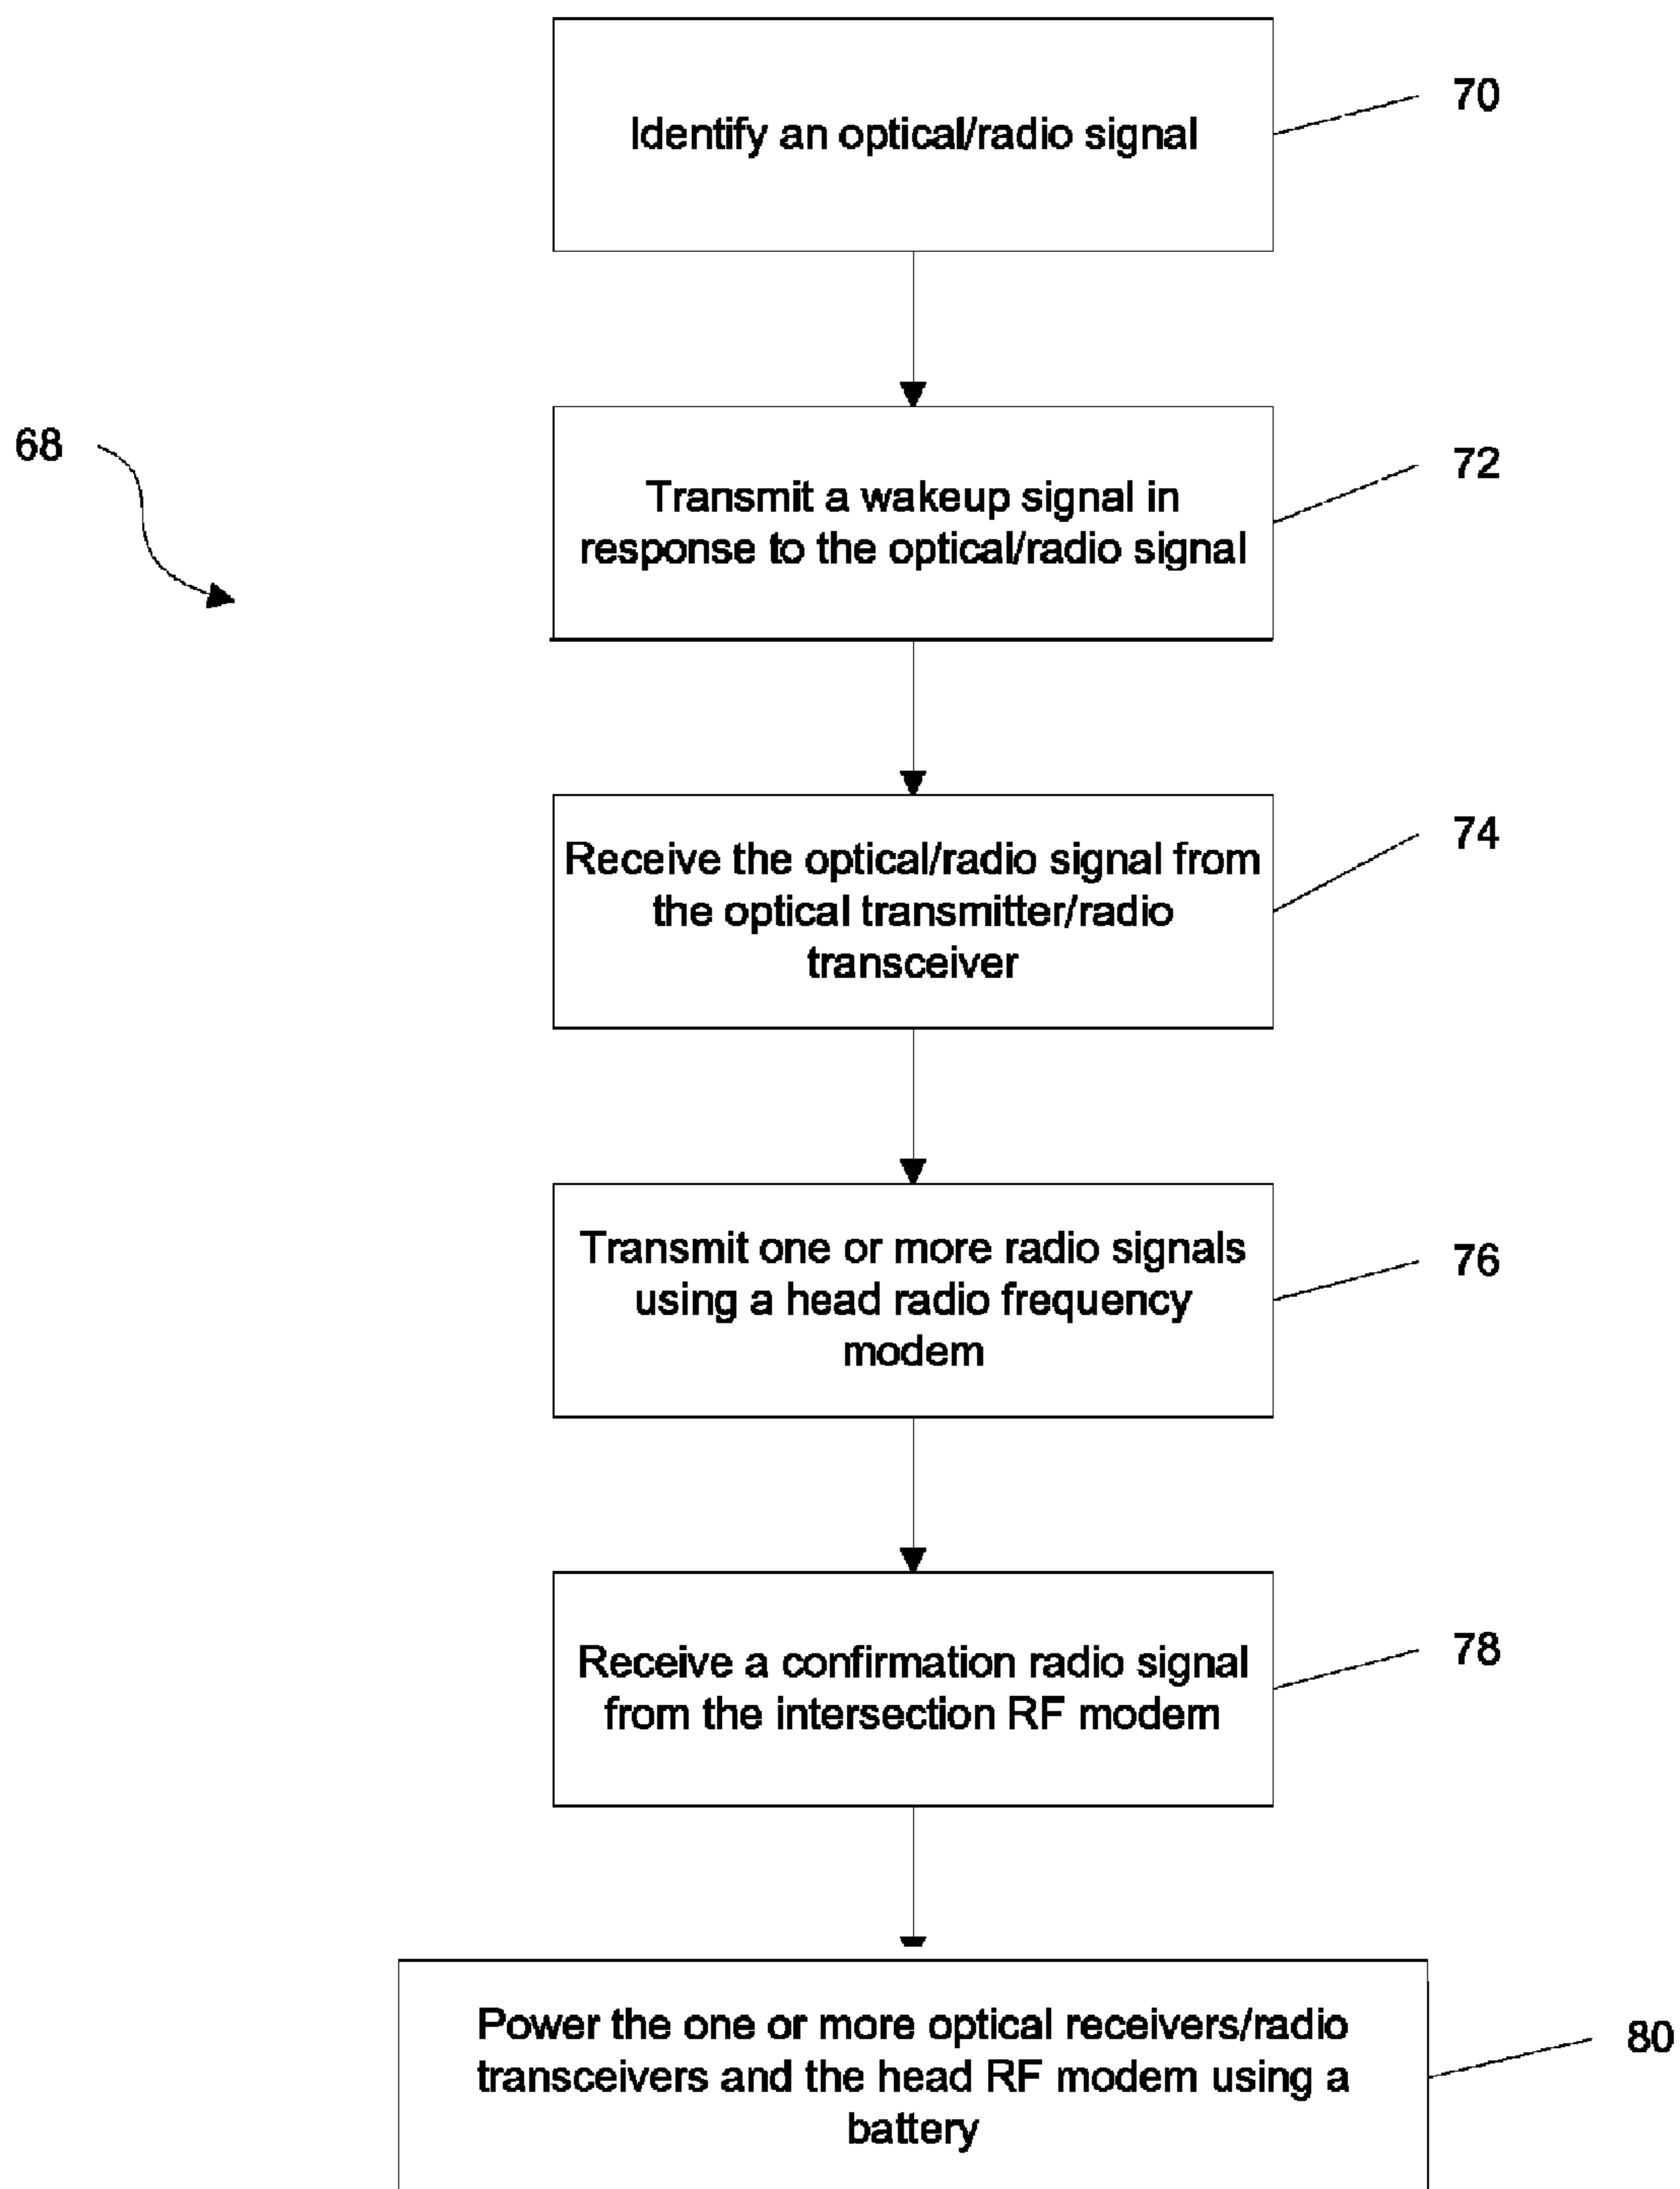 Identify an optical/radio signal
70
68
Transmit a wakeup signal in
response to the optical/radio signal
72
Receive the optical/radio signal from
the optical transmitter/radio
transceiver
74
Transmit one or more radio signals
using a head radio frequency
modem
76
Receive a confirmation radio signal
from the intersection RF modem
78
Power the one or more optical receivers/radio
transceivers and the head RF modem using a
battery
80